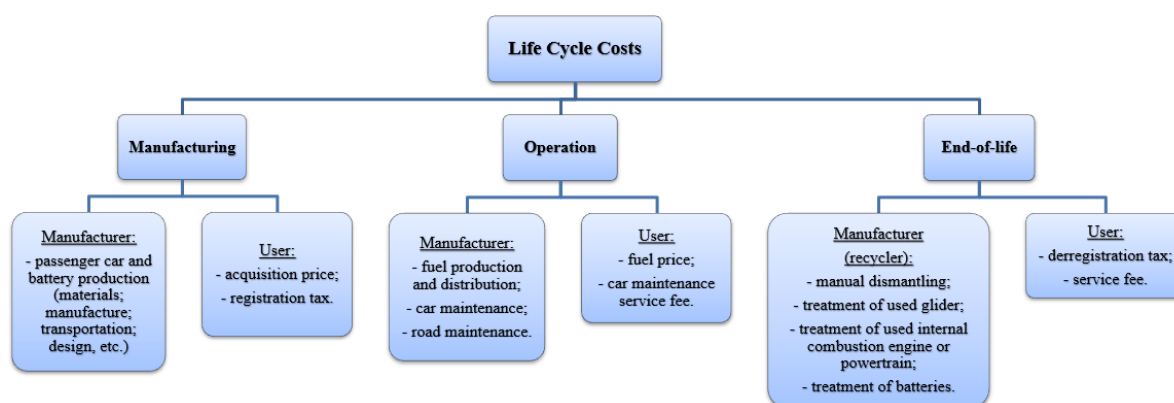 Life Cycle Costs
Manufacturing
Operation
End-of-life
Manufacturer:
- passenger car and
battery production
(materials;
manufacture;
transportation;
design, etc.)
User:
- acquisition price;
- registration tax.
Manufacturer:
- fuel production
and distribution;
- car maintenance;
- road maintenance.
User:
- fuel price;
- car maintenance
service fee.
Manufacturer
(recycler):
- manual dismantling;
- treatment of used glider;
- treatment of used internal
combustion engine or
powertrain;
- treatment of batteries.
User:
- derregistration tax;
- service fee.